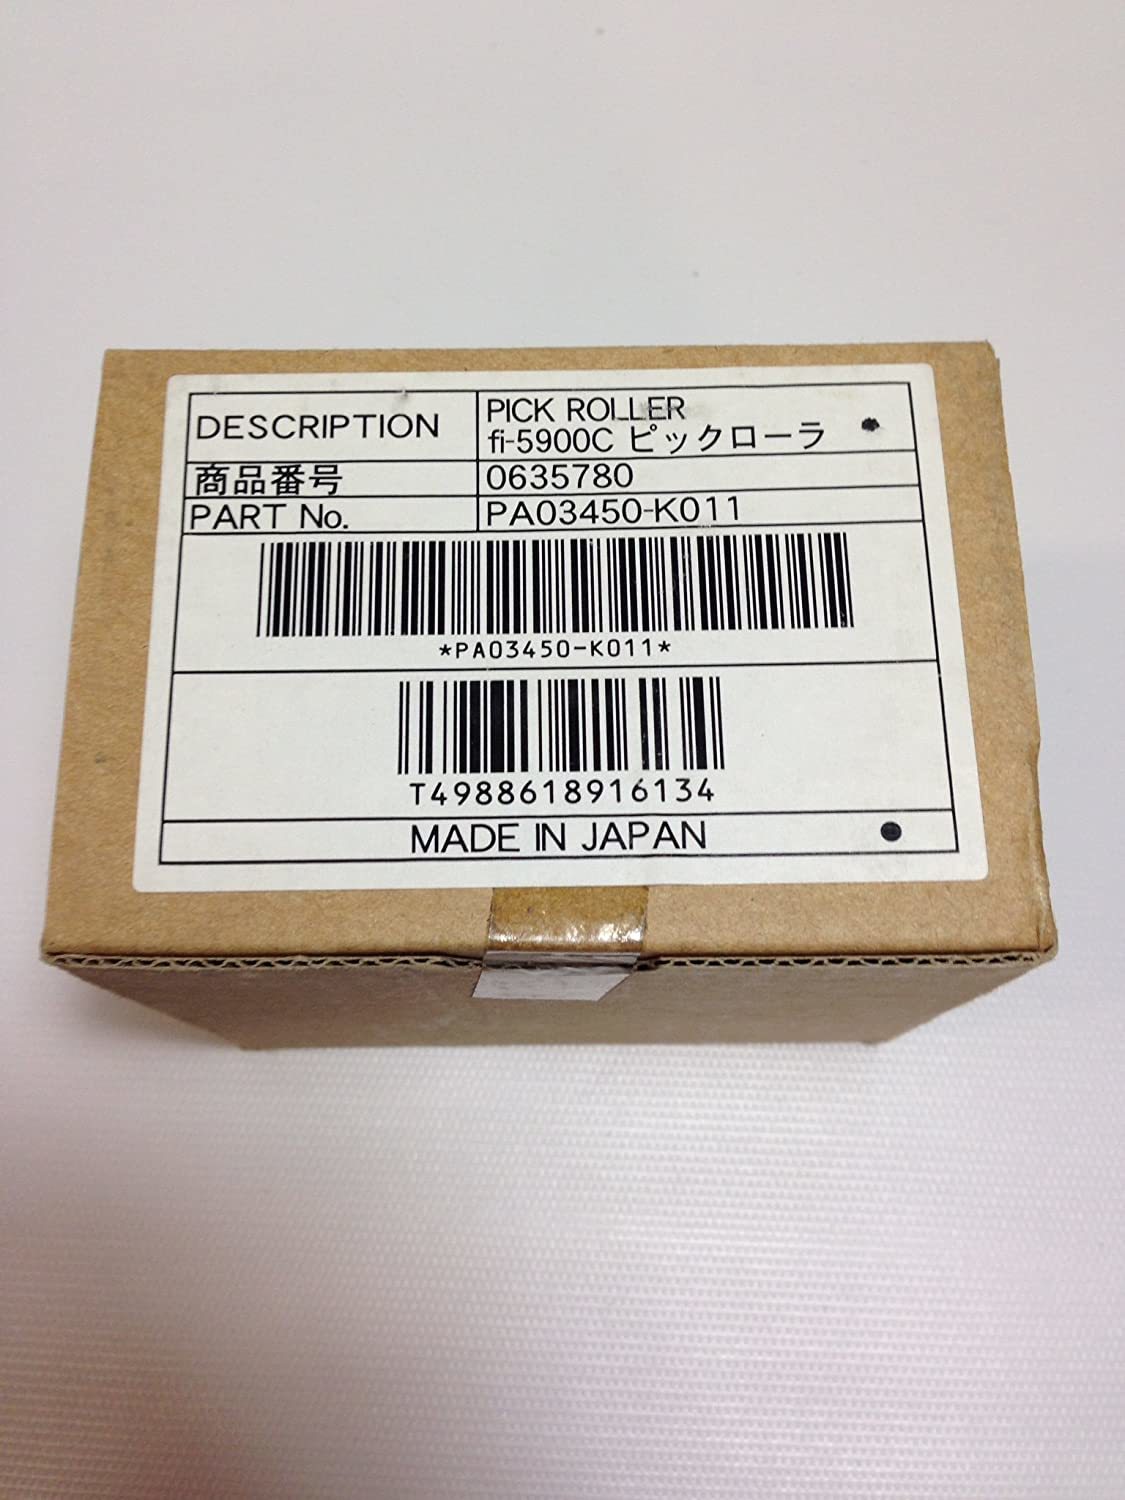 DESCRIPTION
PICK ROLLER
fi-5900C ピックローラ
商品番号 0635780
PART No. PA03450-K011
*PA03450-K011*
T4988618916134
MADE IN JAPAN